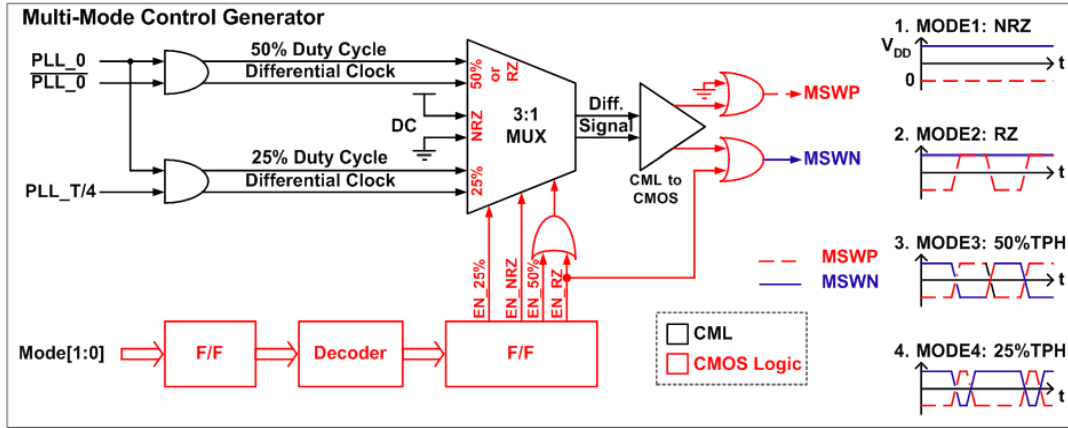 Multi-Mode Control Generator
PLL_0
PLL_0
50% Duty Cycle
Differential Clock
PLL_T/4
25% Duty Cycle
Differential Clock
DC
50%
or
RZ
NRZ
25%
3:1
MUX
Diff.
Signal
CML to
CMOS
MSWP
MSWN
EN_25%
EN_NRZ
EN_50%
EN_RZ
Mode[1:0]
F/F
Decoder
F/F
CML
CMOS Logic
MSWP
MSWN
1. MODE1: NRZ
VDD
0
t
2. MODE2: RZ
t
3. MODE3: 50%TPH
t
4. MODE4: 25%TPH
t